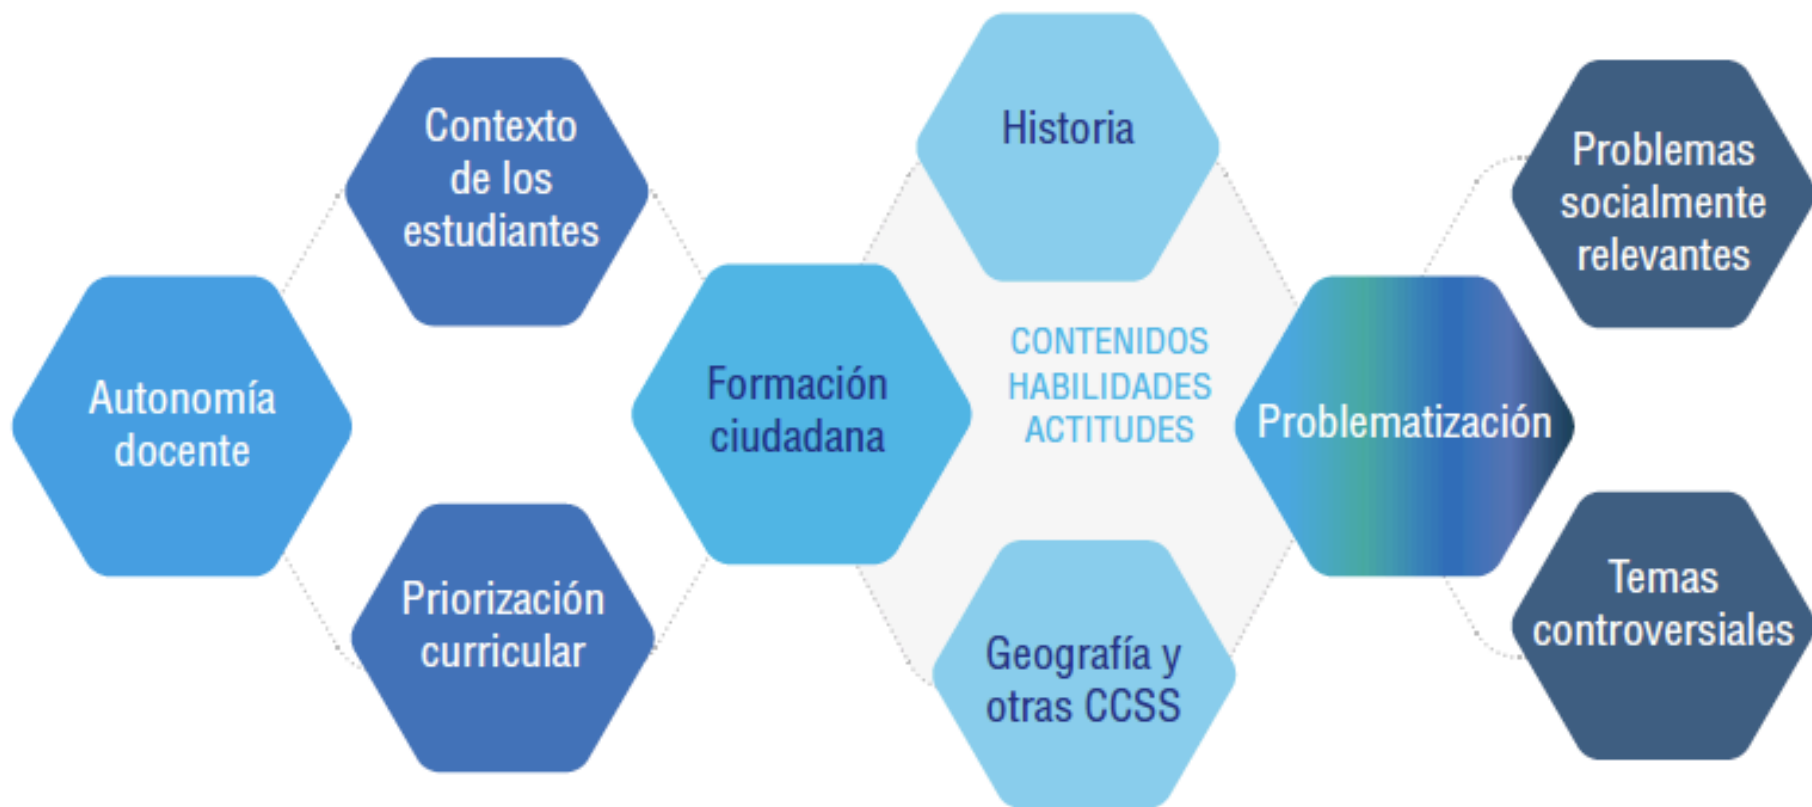 Contexto
de los
estudiantes
Historia
Problemas
socialmente
relevantes
Autonomía
docente
Formación
ciudadana
CONTENIDOS
HABILIDADES
ACTITUDES
Problematización
Priorización
curricular
Geografía y
otras CCSS
Temas
controversiales